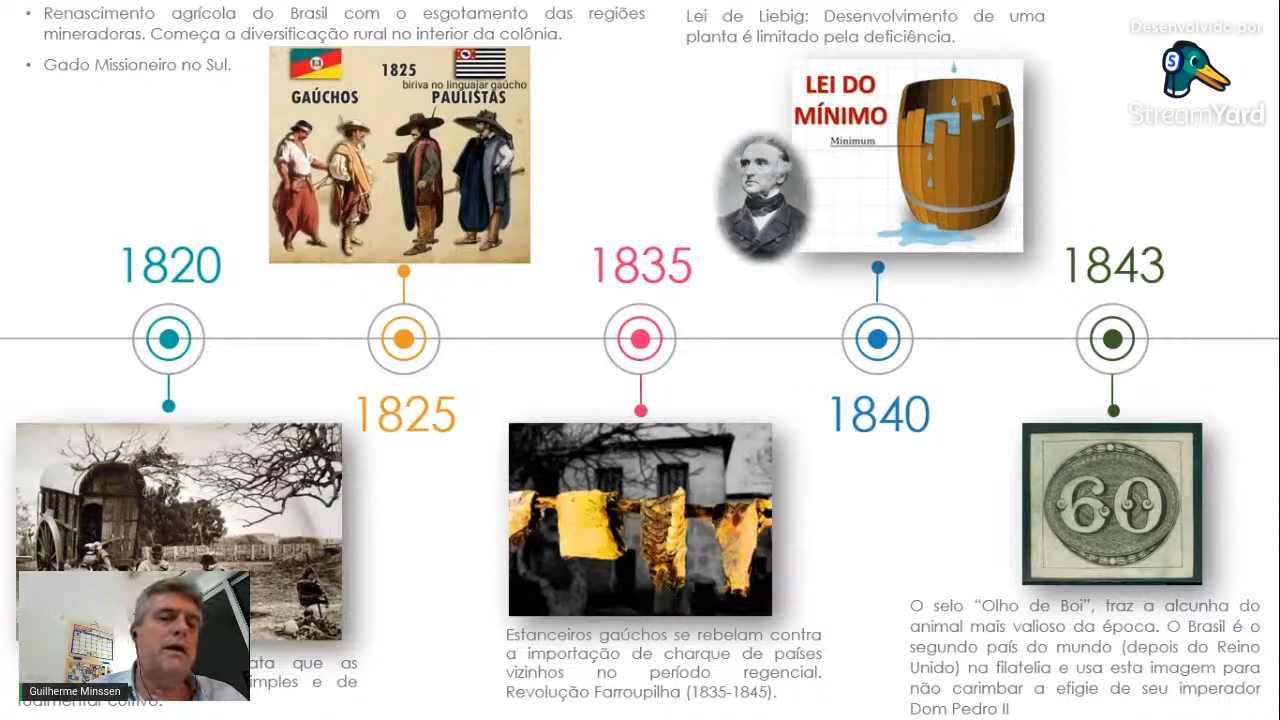 Renascimento agrícola do Brasil com o esgotamento das regiões
mineradoras. Começa a diversificação rural no interior da colônia.
Gado Missioneiro no Sul.
1825
biriva no linguajar gaúcho
GAÚCHOS
PAULISTAS
Lei de Liebig: Desenvolvimento de uma
planta é limitado pela deficiência.
LEI DO
MÍNIMO
Minimum
Desenvolvido por
StreamYard
1820
1835
1843
1825
1840
60
ata que as
imples e de
cultivo.
Guilherme Minssen
Estanceiros gaúchos se rebelam contra
a importação de charque de países
vizinhos no período regencial.
Revolução Farroupilha (1835-1845).
O selo “Olho de Boi”, traz a alcunha do
animal mais valioso da época. O Brasil é o
segundo país do mundo (depois do Reino
Unido) na filatelia e usa esta imagem para
não carimbar a efigie de seu imperador
Dom Pedro II